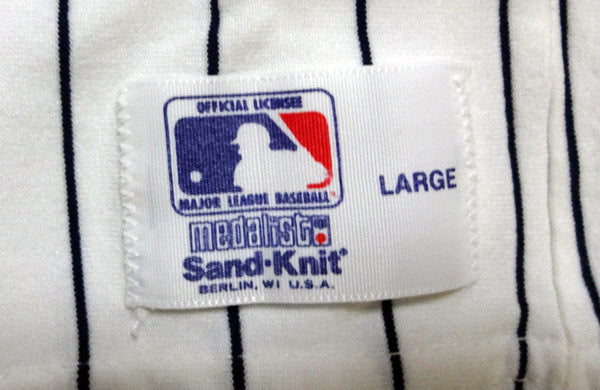 OFFICIAL LICENSEE
MAJOR LEAGUE BASEBALL
LARGE
medalist
Sand·Knit®
BERLIN, WI U.S.A.